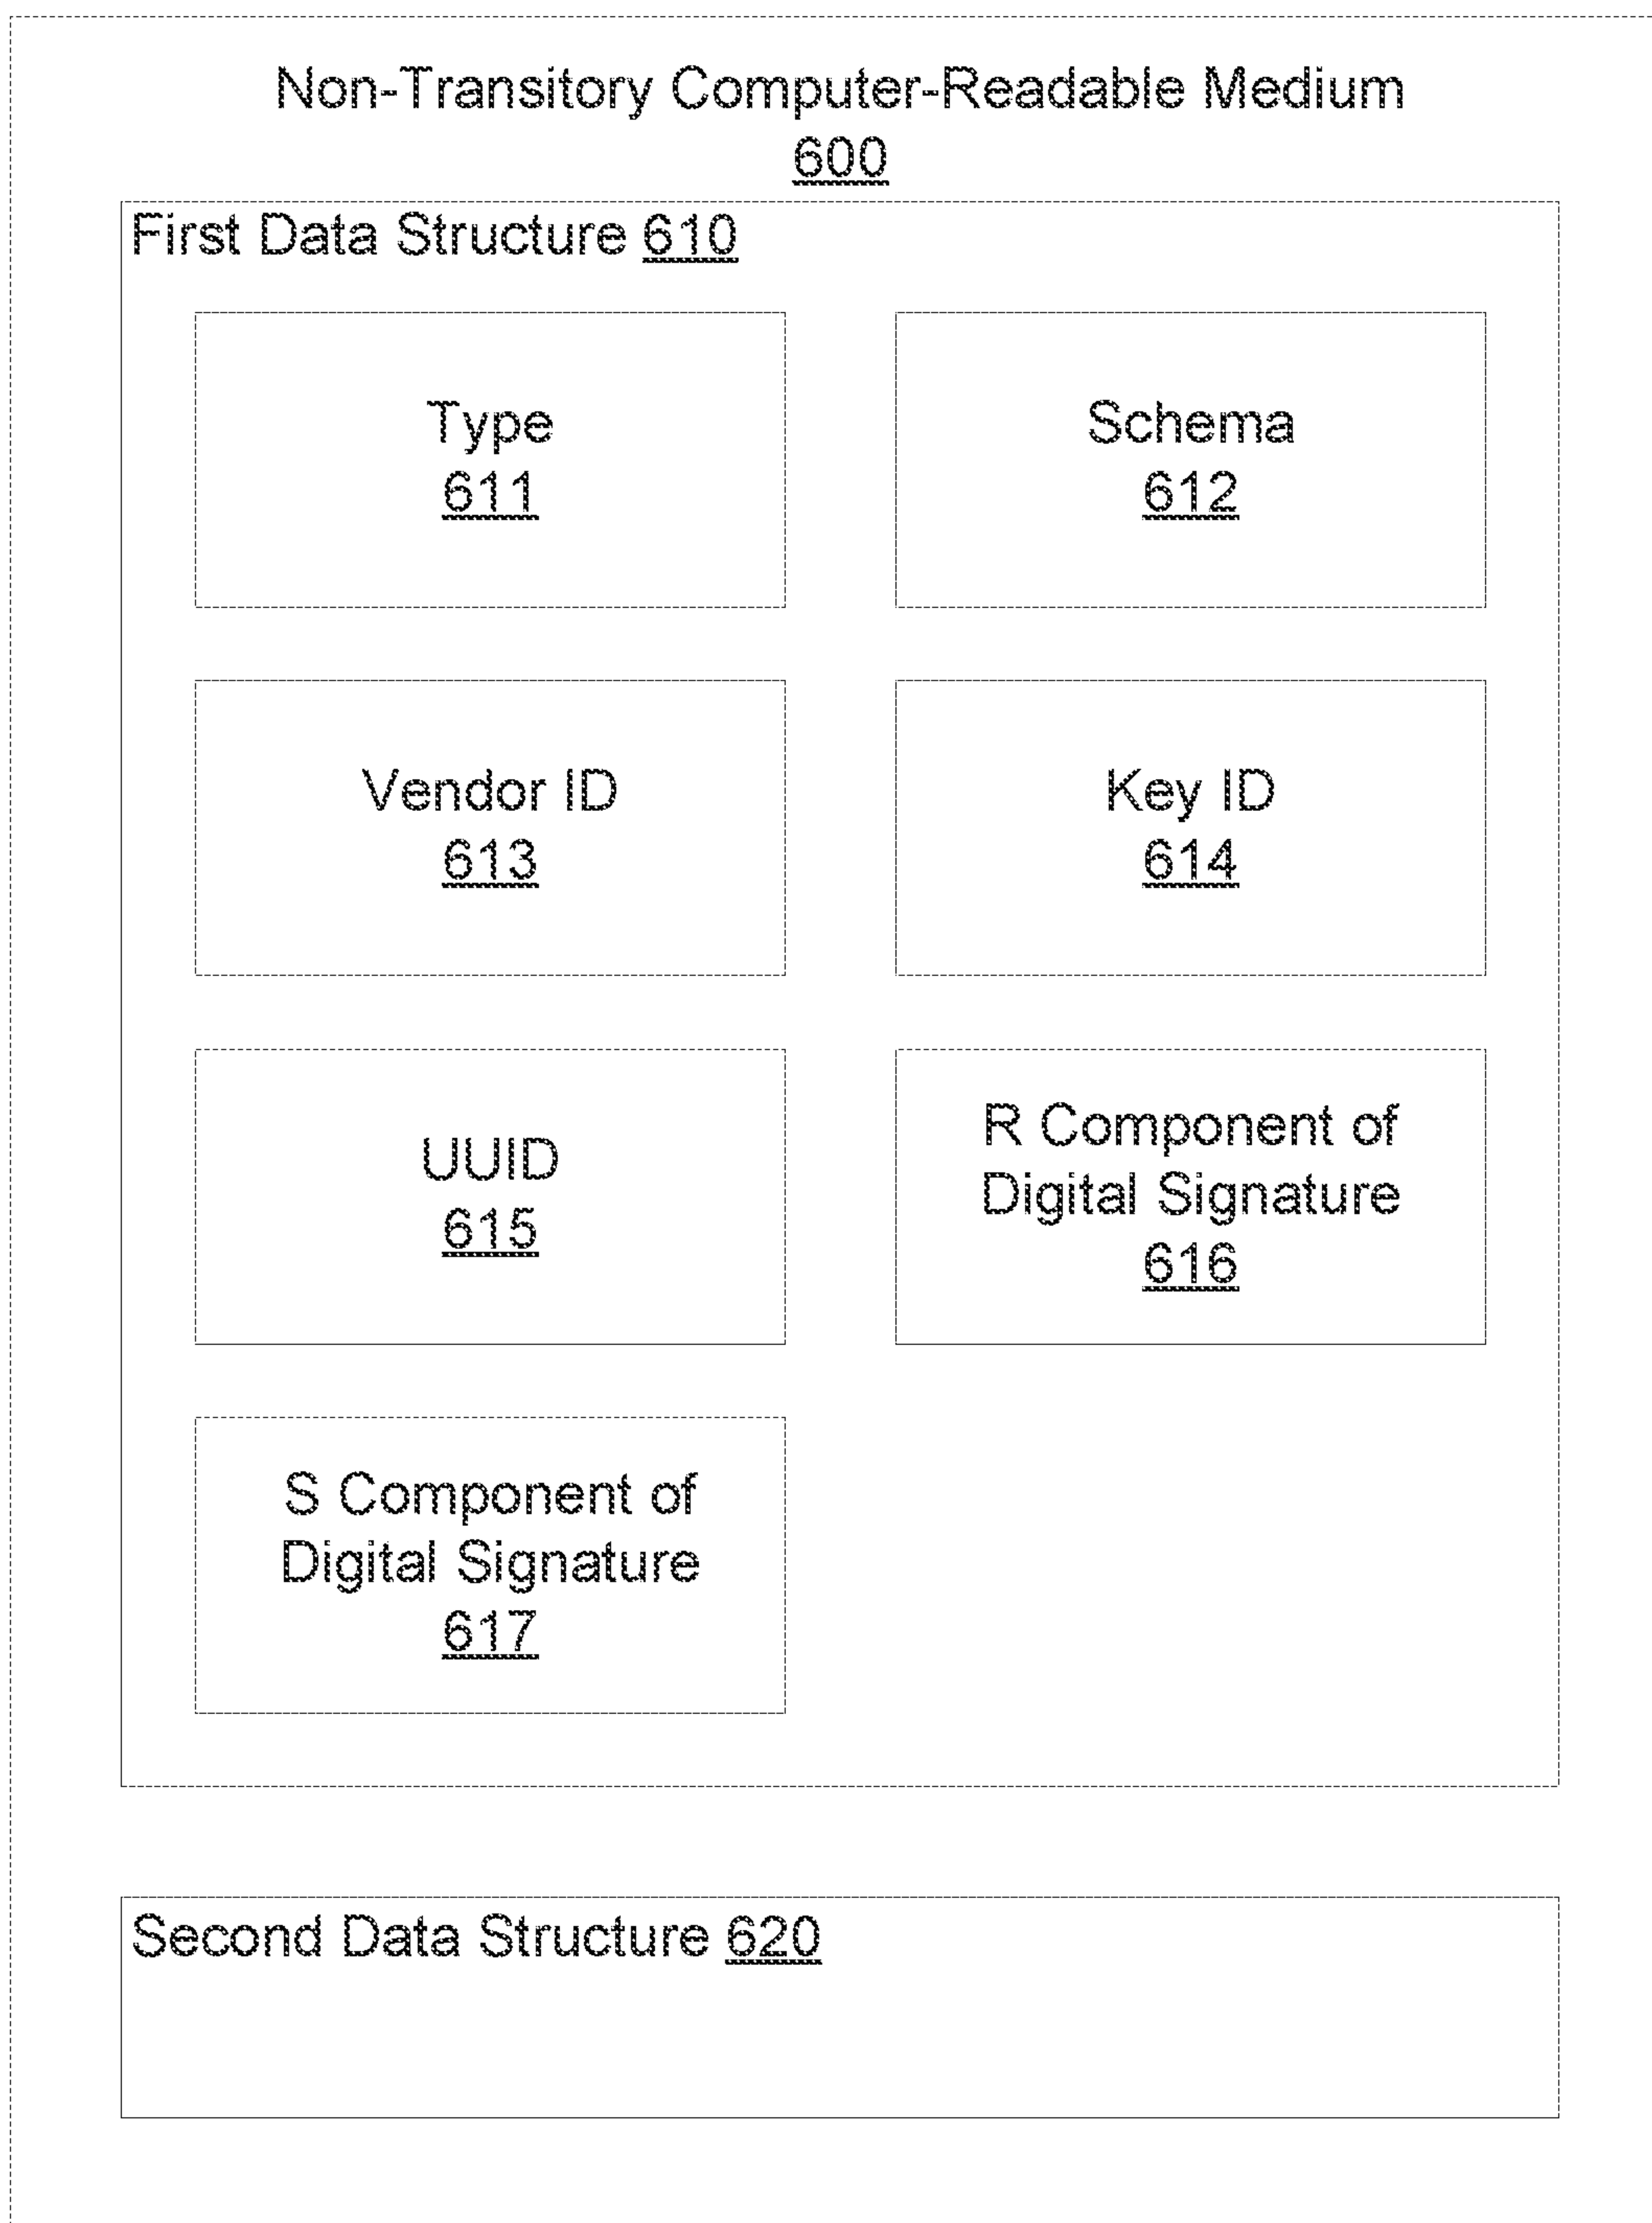 Non-Transitory Computer-Readable Medium
600
First Data Structure 610
Type
611
Schema
612
Vendor ID
613
Key ID
614
UUID
615
R Component of
Digital Signature
616
S Component of
Digital Signature
617
Second Data Structure 620